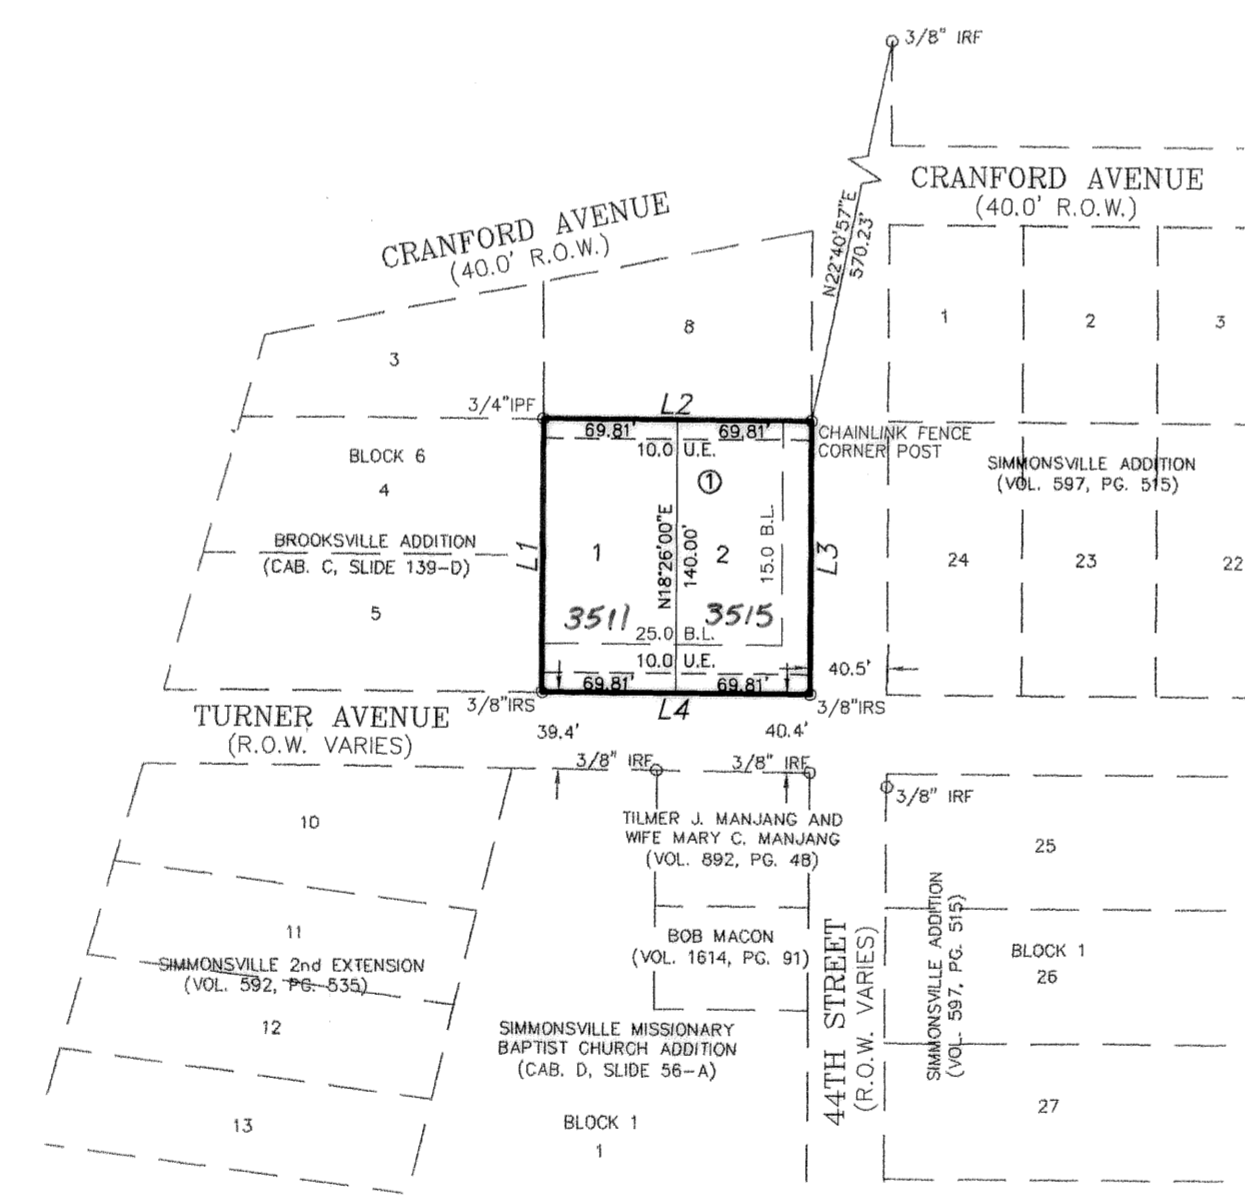 3/8" IRF
CRANFORD AVENUE
(40.0' R.O.W.)
CRANFORD AVENUE
(40.0' R.O.W.)
N22°40'57"E
570.23'
3
8
1
2
3
3/4"IPF
L2
69.81'
69.81'
10.0 U.E.
CHAINLINK FENCE
CORNER POST
BLOCK 6
4
1
SIMMONSVILLE ADDITION
(VOL. 597, PG. 515)
BROOKSVILLE ADDITION
(CAB. C, SLIDE 139-D)
L1
1
N18°26'00"E
140.00'
2
15.0 B.L.
L3
24
23
22
5
3511
3515
25.0 B.L.
10.0 U.E.
40.5'
69.81'
69.81'
3/8"IRS
L4
3/8"IRS
TURNER AVENUE
(R.O.W. VARIES)
39.4'
40.4'
3/8" IRF
3/8" IRF
3/8" IRF
10
TILMER J. MANJANG AND
WIFE MARY C. MANJANG
(VOL. 892, PG. 48)
25
11
BOB MACON
(VOL. 1614, PG. 91)
44TH STREET
(R.O.W. VARIES)
SIMMONSVILLE ADDITION
(VOL. 597, PG. 515)
BLOCK 1
26
SIMMONSVILLE 2nd EXTENSION
(VOL. 592, PG. 535)
12
SIMMONSVILLE MISSIONARY
BAPTIST CHURCH ADDITION
(CAB. D, SLIDE 56-A)
27
13
BLOCK 1
1